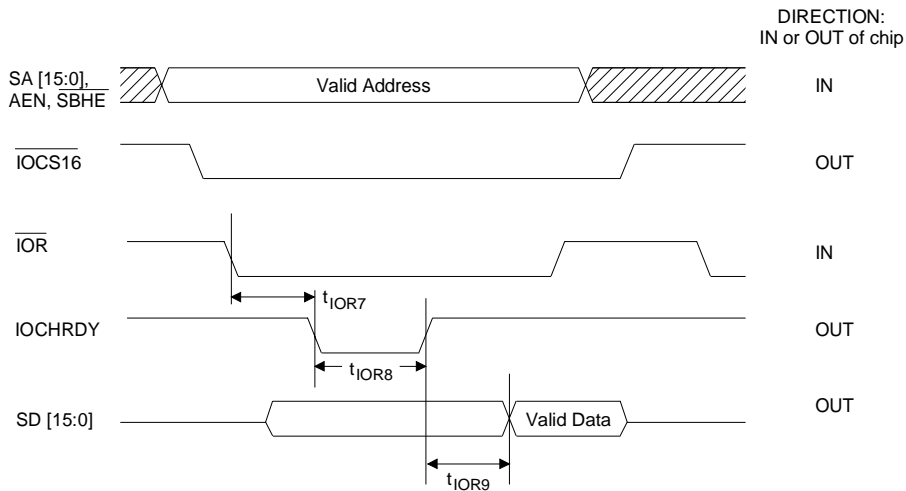 DIRECTION:
IN or OUT of chip
SA [15:0],
AEN, SBHE
Valid Address
IN
IOCS16
OUT
IOR
IN
tIOR7
IOCHRDY
OUT
tIOR8
SD [15:0]
Valid Data
OUT
tIOR9